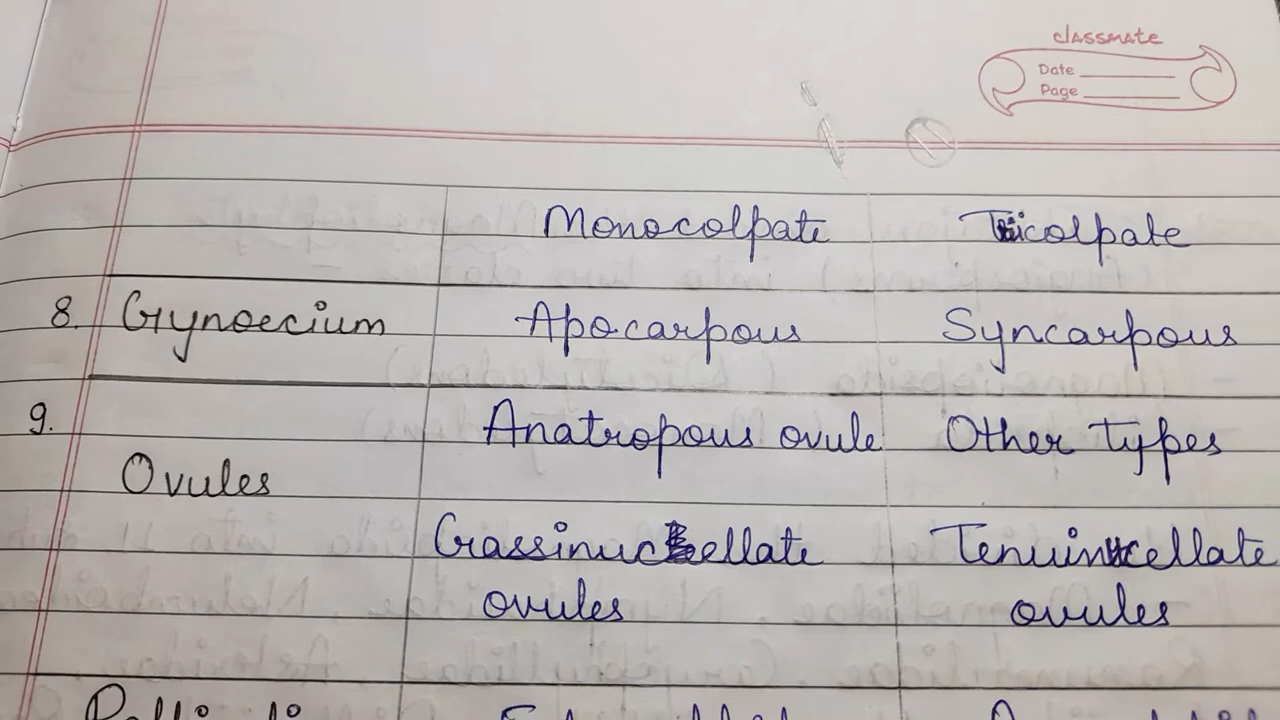 classmate
Date
Page
Monocolpate Tricolpate
8. Gynoecium Apocarpous Syncarpous
9. Anatropous ovule Other types
Ovules
Crassinucellate Tenuinucellate
ovules ovules